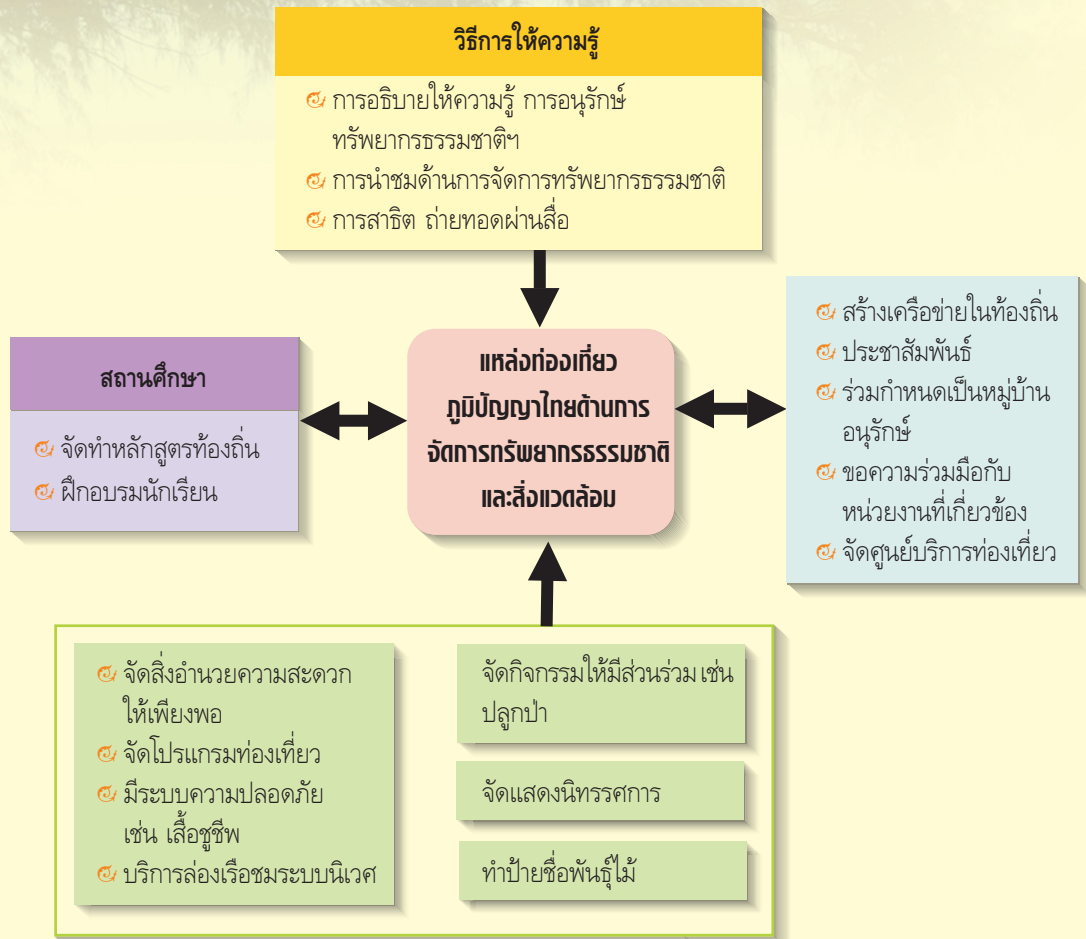 วิธีการให้ความรู้
การอธิบายให้ความรู้ การอนุรักษ์
ทรัพยากรธรรมชาติฯ
การนำชมด้านการจัดการทรัพยากรธรรมชาติ
การสาธิต ถ่ายทอดผ่านสื่อ
สถานศึกษา
จัดทำหลักสูตรท้องถิ่น
ฝึกอบรมนักเรียน
แหล่งท่องเที่ยว
ภูมิปัญญาไทยด้านการ
จัดการทรัพยากรธรรมชาติ
และสิ่งแวดล้อม
สร้างเครือข่ายในท้องถิ่น
ประชาสัมพันธ์
ร่วมกำหนดเป็นหมู่บ้าน
อนุรักษ์
ขอความร่วมมือกับ
หน่วยงานที่เกี่ยวข้อง
จัดศูนย์บริการท่องเที่ยว
จัดสิ่งอำนวยความสะดวก
ให้เพียงพอ
จัดโปรแกรมท่องเที่ยว
มีระบบความปลอดภัย
เช่น เสื้อชูชีพ
บริการล่องเรือชมระบบนิเวศ
จัดกิจกรรมให้มีส่วนร่วม เช่น
ปลูกป่า
จัดแสดงนิทรรศการ
ทำป้ายชื่อพันธุ์ไม้